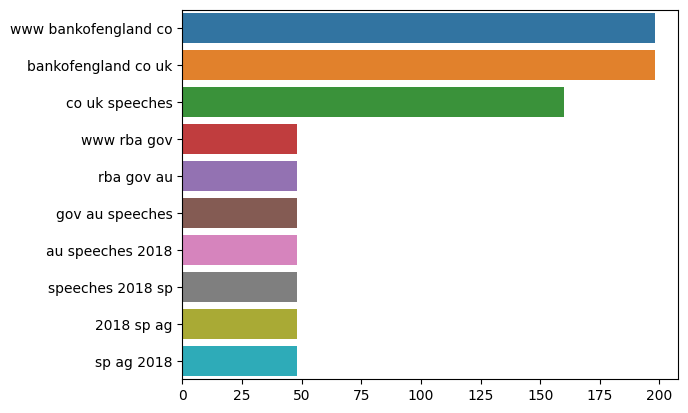 www bankofengland co
bankofengland co uk
co uk speeches
www rba gov
rba gov au
gov au speeches
au speeches 2018
speeches 2018 sp
2018 sp ag
sp ag 2018
0 25 50 75 100 125 150 175 200